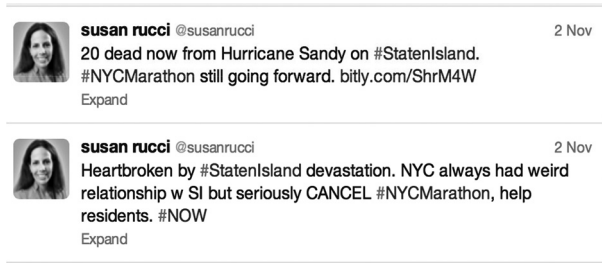 susan rucci @susanrucci 2 Nov
20 dead now from Hurricane Sandy on #StatenIsland.
#NYCMarathon still going forward. bitly.com/ShrM4W
Expand
susan rucci @susanrucci 2 Nov
Heartbroken by #StatenIsland devastation. NYC always had weird
relationship w SI but seriously CANCEL #NYCMarathon, help
residents. #NOW
Expand